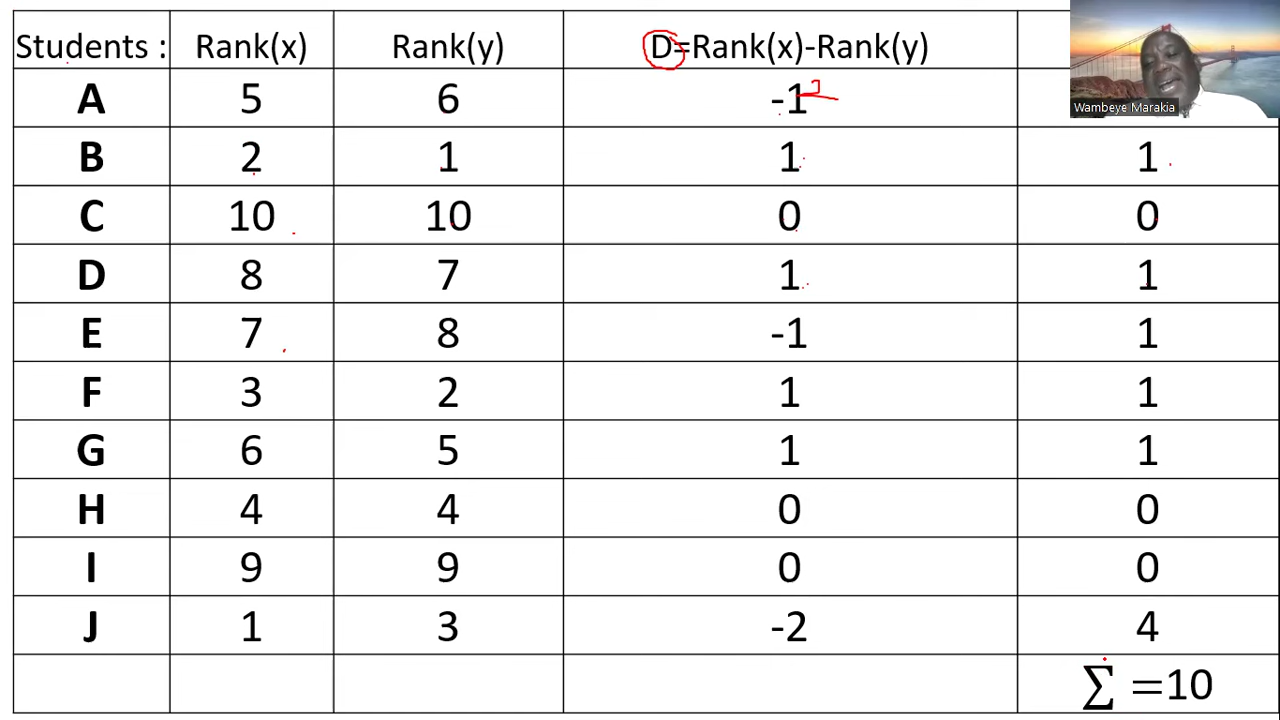 Students : Rank(x) Rank(y) D=Rank(x)-Rank(y)
Wambeye Marakia
A 5 6 -1²
B 2 1 1 1
C 10 10 0 0
D 8 7 1 1
E 7 8 -1 1
F 3 2 1 1
G 6 5 1 1
H 4 4 0 0
I 9 9 0 0
J 1 3 -2 4
∑ =10